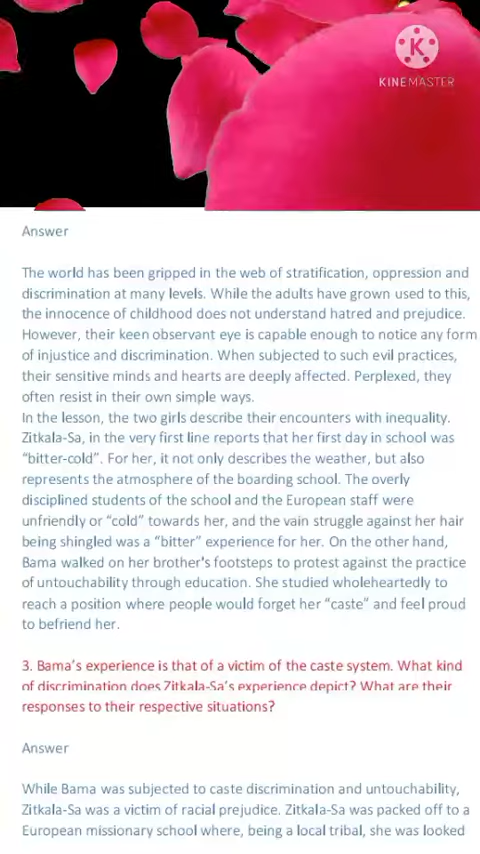 KINEMASTER
Answer
The world has been gripped in the web of stratification, oppression and
discrimination at many levels. While the adults have grown used to this,
the innocence of childhood does not understand hatred and prejudice.
However, their keen observant eye is capable enough to notice any form
of injustice and discrimination. When subjected to such evil practices,
their sensitive minds and hearts are deeply affected. Perplexed, they
often resist in their own simple ways.
In the lesson, the two girls describe their encounters with inequality.
Zitkala-Sa, in the very first line reports that her first day in school was
“bitter-cold”. For her, it not only describes the weather, but also
represents the atmosphere of the boarding school. The overly
disciplined students of the school and the European staff were
unfriendly or “cold” towards her, and the vain struggle against her hair
being shingled was a “bitter” experience for her. On the other hand,
Bama walked on her brother's footsteps to protest against the practice
of untouchability through education. She studied wholeheartedly to
reach a position where people would forget her “caste” and feel proud
to befriend her.
3. Bama’s experience is that of a victim of the caste system. What kind
of discrimination does Zitkala-Sa’s experience depict? What are their
responses to their respective situations?
Answer
While Bama was subjected to caste discrimination and untouchability,
Zitkala-Sa was a victim of racial prejudice. Zitkala-Sa was packed off to a
European missionary school where, being a local tribal, she was looked